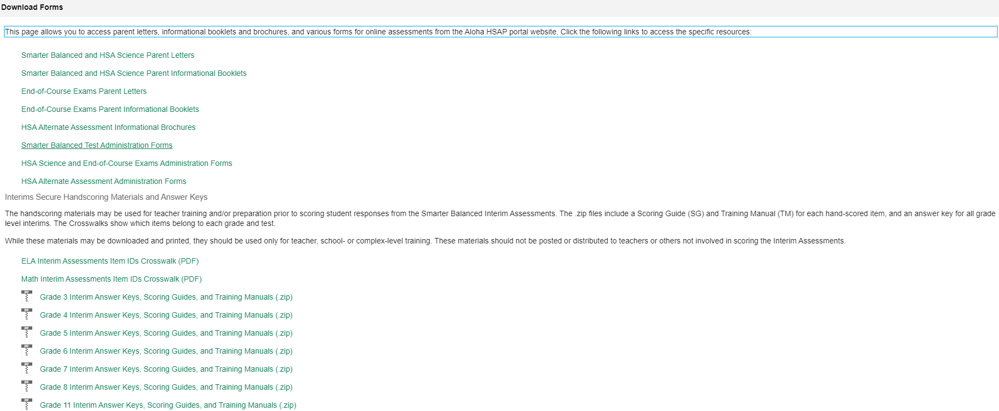 Download Forms
This page allows you to access parent letters, informational booklets and brochures, and various forms for online assessments from the Aloha HSAP portal website. Click the following links to access the specific resources:
Smarter Balanced and HSA Science Parent Letters
Smarter Balanced and HSA Science Parent Informational Booklets
End-of-Course Exams Parent Letters
End-of-Course Exams Parent Informational Booklets
HSA Alternate Assessment Informational Brochures
Smarter Balanced Test Administration Forms
HSA Science and End-of-Course Exams Administration Forms
HSA Alternate Assessment Administration Forms
Interims Secure Handscoring Materials and Answer Keys
The handscoring materials may be used for teacher training and/or preparation prior to scoring student responses from the Smarter Balanced Interim Assessments. The .zip files include a Scoring Guide (SG) and Training Manual (TM) for each hand-scored item, and an answer key for all grade
level interims. The Crosswalks show which items belong to each grade and test.
While these materials may be downloaded and printed, they should be used only for teacher, school- or complex-level training. These materials should not be posted or distributed to teachers or others not involved in scoring the Interim Assessments.
ELA Interim Assessments Item IDs Crosswalk (PDF)
Math Interim Assessments Item IDs Crosswalk (PDF)
ZIP Grade 3 Interim Answer Keys, Scoring Guides, and Training Manuals (.zip)
ZIP Grade 4 Interim Answer Keys, Scoring Guides, and Training Manuals (.zip)
ZIP Grade 5 Interim Answer Keys, Scoring Guides, and Training Manuals (.zip)
ZIP Grade 6 Interim Answer Keys, Scoring Guides, and Training Manuals (.zip)
ZIP Grade 7 Interim Answer Keys, Scoring Guides, and Training Manuals (.zip)
ZIP Grade 8 Interim Answer Keys, Scoring Guides, and Training Manuals (.zip)
ZIP Grade 11 Interim Answer Keys, Scoring Guides, and Training Manuals (.zip)